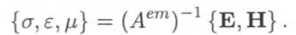 {σ, ε, μ} = (A^{em})^{-1} {E, H} .